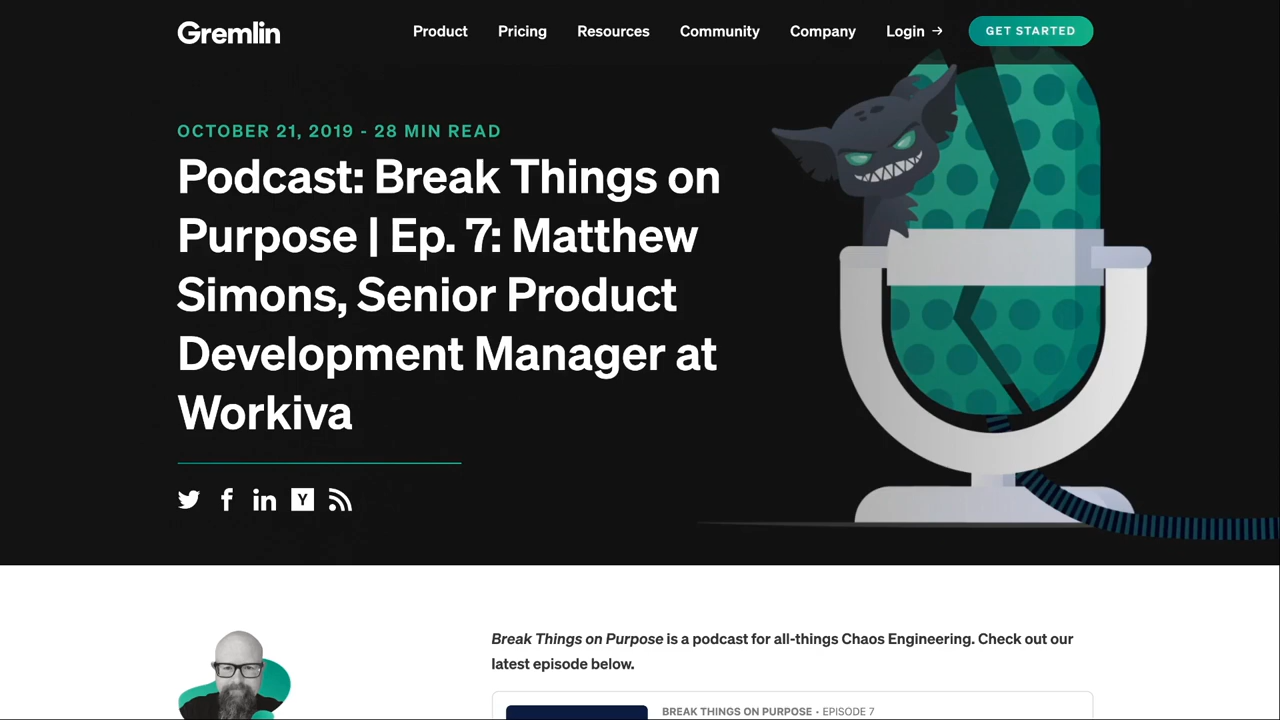 Gremlin
Product Pricing Resources Community Company Login → GET STARTED
OCTOBER 21, 2019 - 28 MIN READ
Podcast: Break Things on
Purpose | Ep. 7: Matthew
Simons, Senior Product
Development Manager at
Workiva
Break Things on Purpose is a podcast for all-things Chaos Engineering. Check out our
latest episode below.
BREAK THINGS ON PURPOSE • EPISODE 7